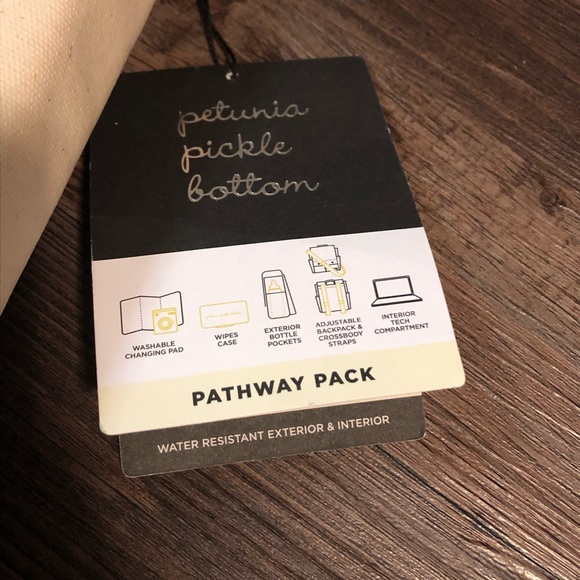 petunia
pickle
bottom
WASHABLE
CHANGING PAD
WIPES
CASE
EXTERIOR
BOTTLE
POCKETS
ADJUSTABLE
BACKPACK &
CROSSBODY
STRAPS
INTERIOR
TECH
COMPARTMENT
PATHWAY PACK
WATER RESISTANT EXTERIOR & INTERIOR